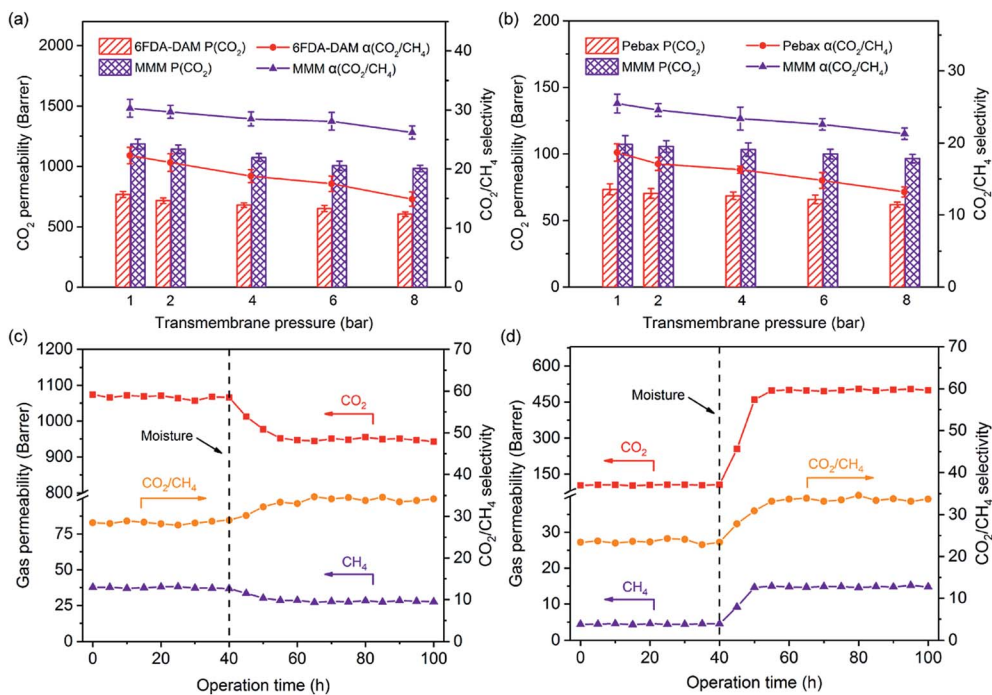 (a)
2000
1500
1000
500
0
CO₂ permeability (Barrer)
6FDA-DAM P(CO₂)
MMM P(CO₂)
6FDA-DAM α(CO₂/CH₄)
MMM α(CO₂/CH₄)
40
30
20
10
0
CO₂/CH₄ selectivity
1 2 4 6 8
Transmembrane pressure (bar)
(b)
200
150
100
50
0
CO₂ permeability (Barrer)
Pebax P(CO₂)
MMM P(CO₂)
Pebax α(CO₂/CH₄)
MMM α(CO₂/CH₄)
30
20
10
0
CO₂/CH₄ selectivity
1 2 4 6 8
Transmembrane pressure (bar)
(c)
1200
1100
1000
950
800
75
50
25
0
Gas permeability (Barrer)
CO₂
Moisture
CO₂/CH₄
CH₄
70
60
50
40
30
20
10
0
CO₂/CH₄ selectivity
0 20 40 60 80 100
Operation time (h)
(d)
600
450
300
150
30
20
15
10
5
0
Gas permeability (Barrer)
Moisture
CO₂
CO₂/CH₄
CH₄
70
60
50
40
30
20
10
0
CO₂/CH₄ selectivity
0 20 40 60 80 100
Operation time (h)